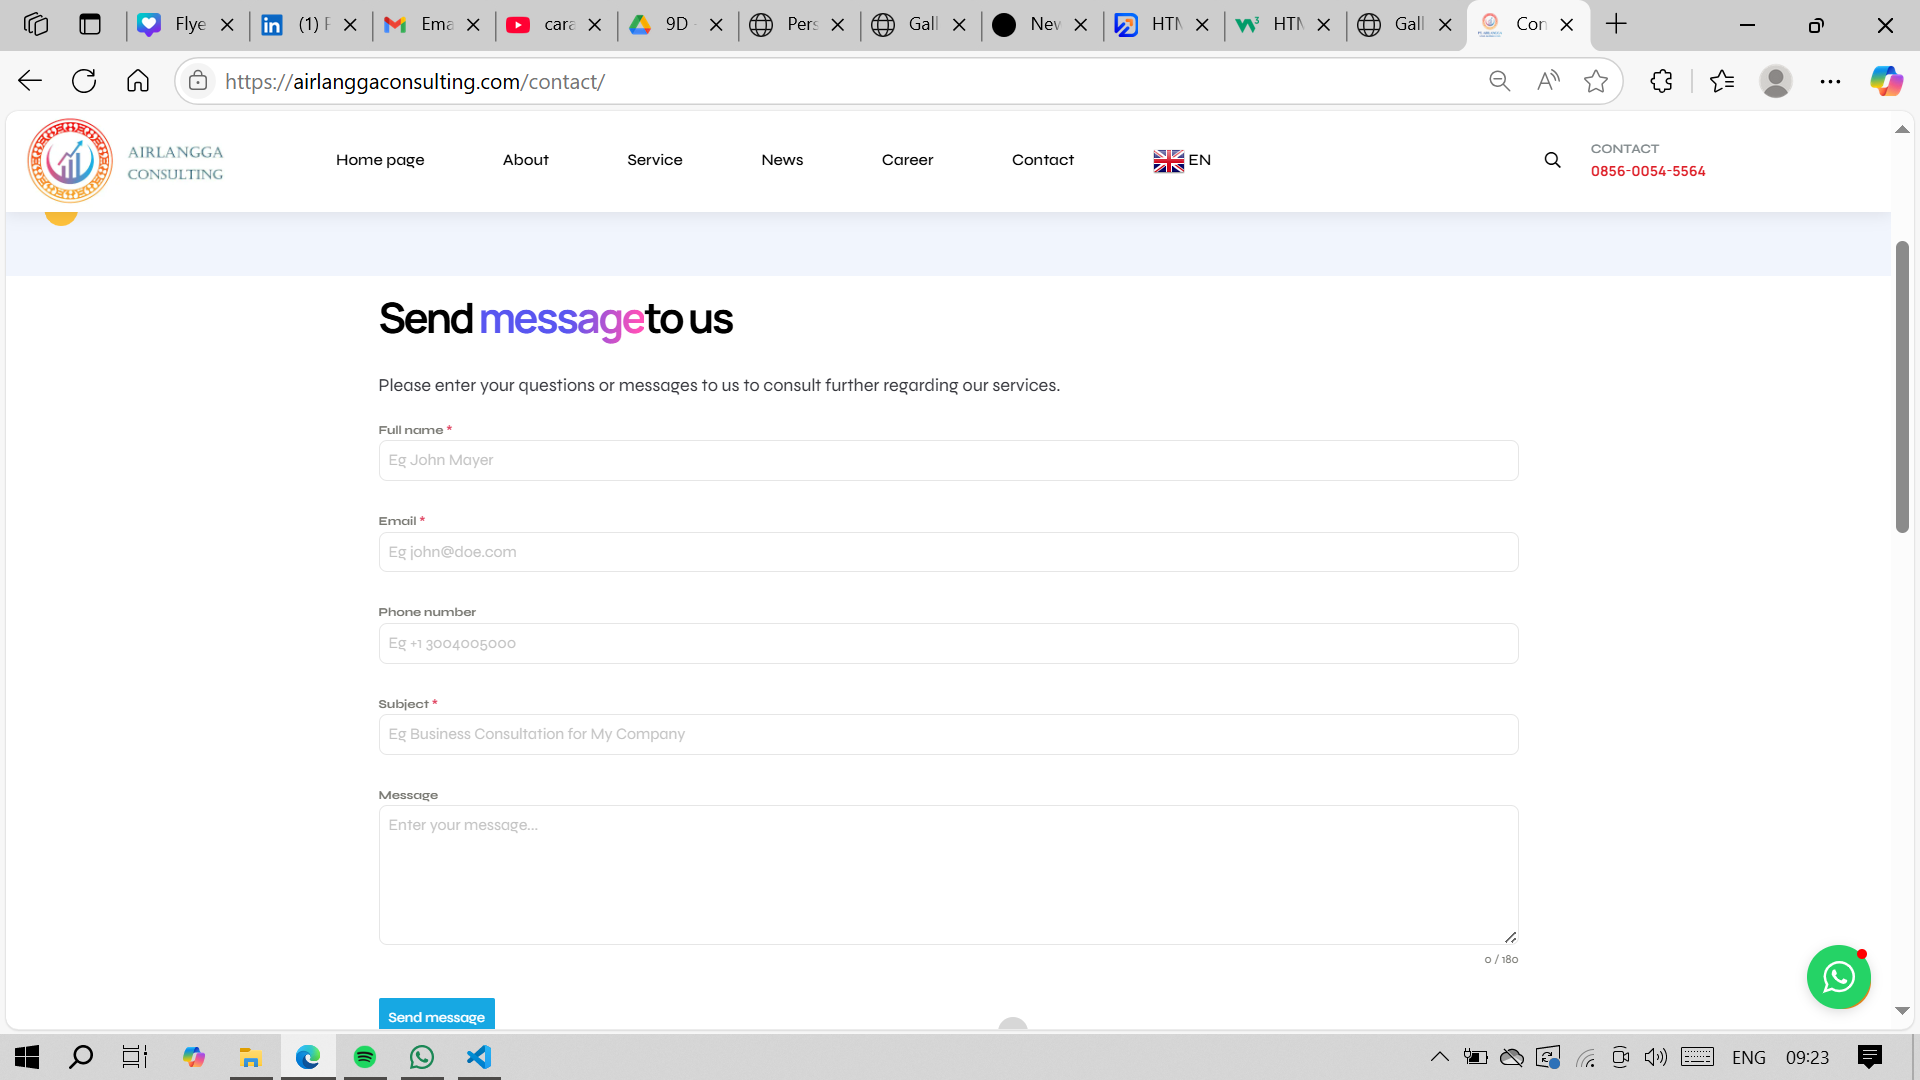 Flye
(1) F
Ema
cara
9D -
Pers
Gall
New
HTM
HTM
Gall
Con
https://airlanggaconsulting.com/contact/
AIRLANGGA
CONSULTING
Home page
About
Service
News
Career
Contact
EN
CONTACT
0856-0054-5564
Send messageto us
Please enter your questions or messages to us to consult further regarding our services.
Full name *
Eg John Mayer
Email *
Eg john@doe.com
Phone number
Eg +1 3004005000
Subject *
Eg Business Consultation for My Company
Message
Enter your message...
0 / 180
Send message
ENG
09:23